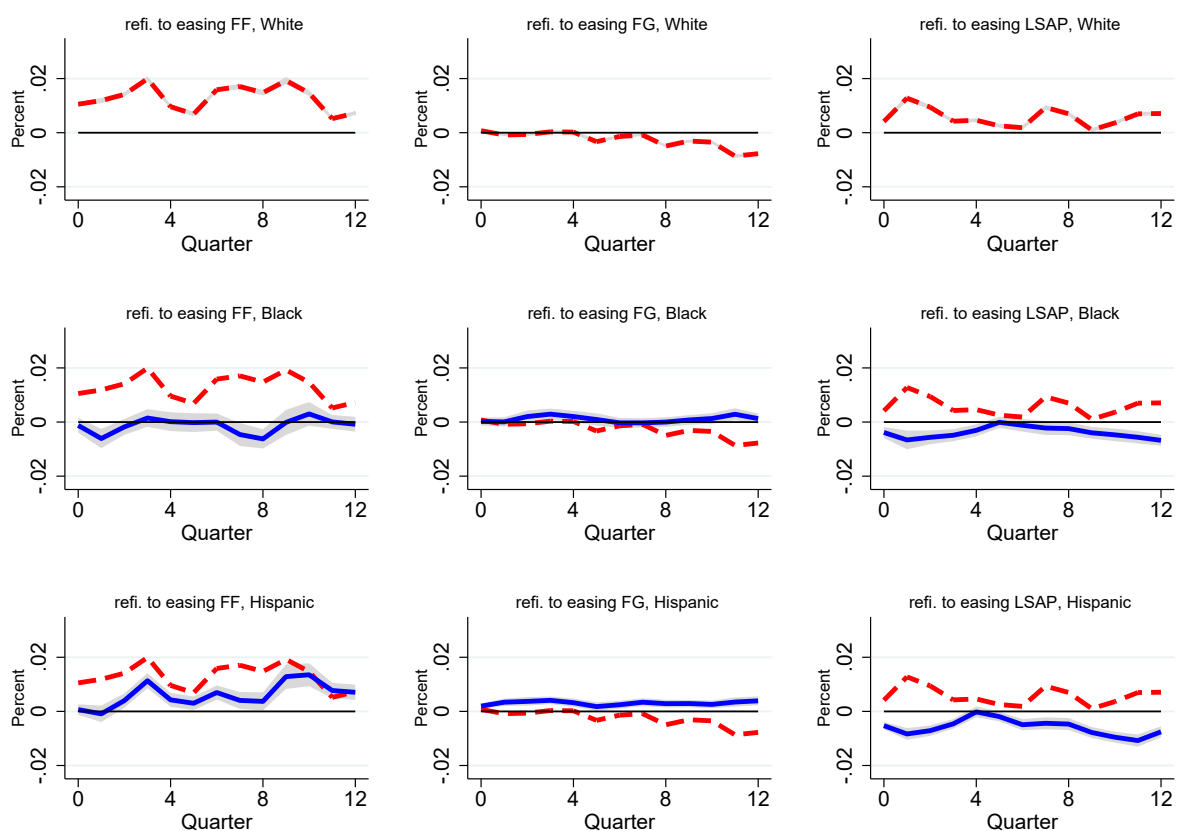 refi. to easing FF, White
Percent
.02
0
-.02
0 4 8 12
Quarter
refi. to easing FG, White
Percent
.02
0
-.02
0 4 8 12
Quarter
refi. to easing LSAP, White
Percent
.02
0
-.02
0 4 8 12
Quarter
refi. to easing FF, Black
Percent
.02
0
-.02
0 4 8 12
Quarter
refi. to easing FG, Black
Percent
.02
0
-.02
0 4 8 12
Quarter
refi. to easing LSAP, Black
Percent
.02
0
-.02
0 4 8 12
Quarter
refi. to easing FF, Hispanic
Percent
.02
0
-.02
0 4 8 12
Quarter
refi. to easing FG, Hispanic
Percent
.02
0
-.02
0 4 8 12
Quarter
refi. to easing LSAP, Hispanic
Percent
.02
0
-.02
0 4 8 12
Quarter